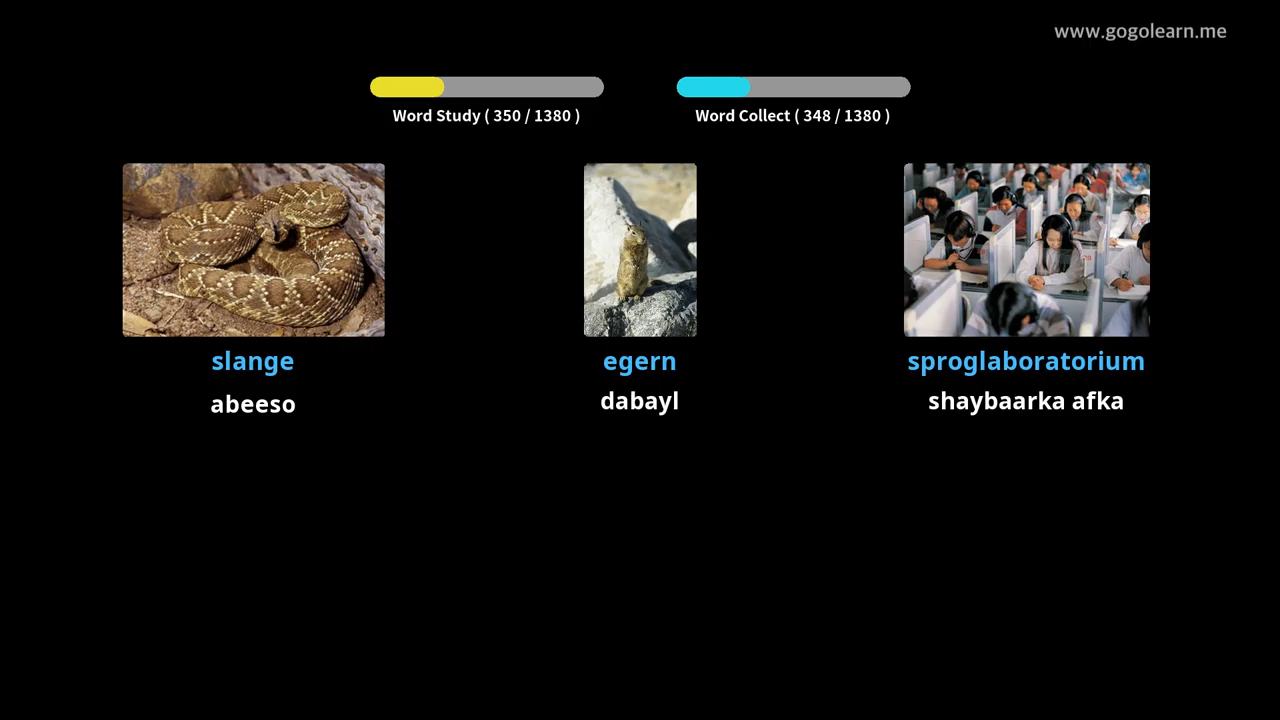 www.gogolearn.me
Word Study ( 350 / 1380 )
Word Collect ( 348 / 1380 )
slange
egern
sproglaboratorium
abeeso
dabayl
shaybaarka afka